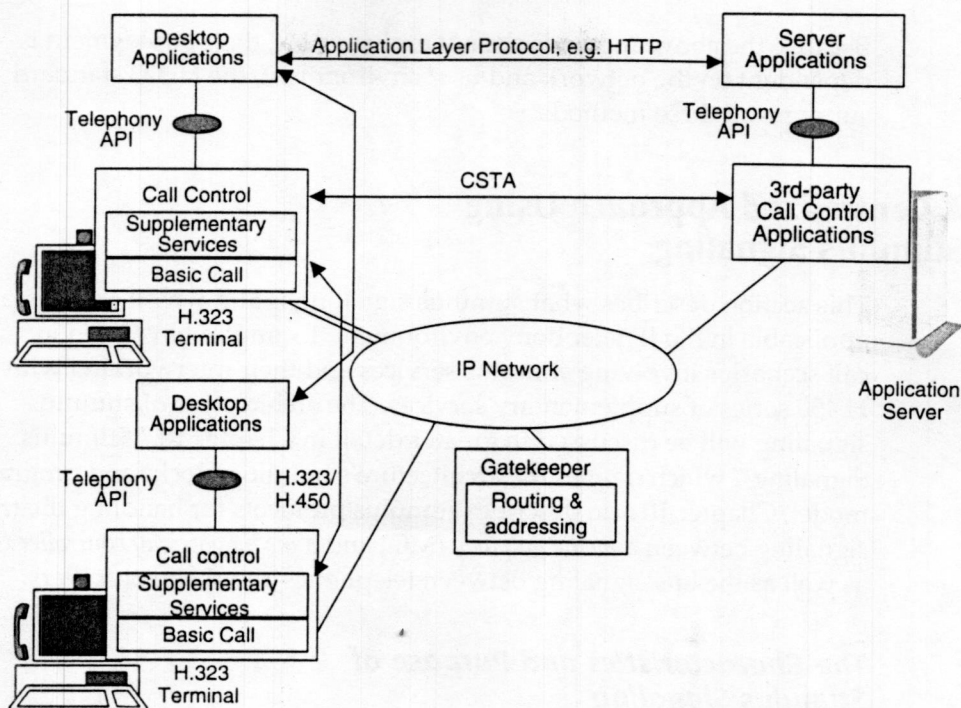 Desktop
Applications
Application Layer Protocol, eg HTTP
Server
Applications
Telephony
API
Telephony
API
Call Control
CSTA
3rd-party
Call Control
Applications
Supplementary
Services
Basic Call
H.323
Terminal
IP Network
Application
Server
Desktop
Applications
Telephony
API
H.323/
H.450
Gatekeeper
Routing &
addressing
Call control
Supplementary
Services
Basic Call
H.323
Terminal